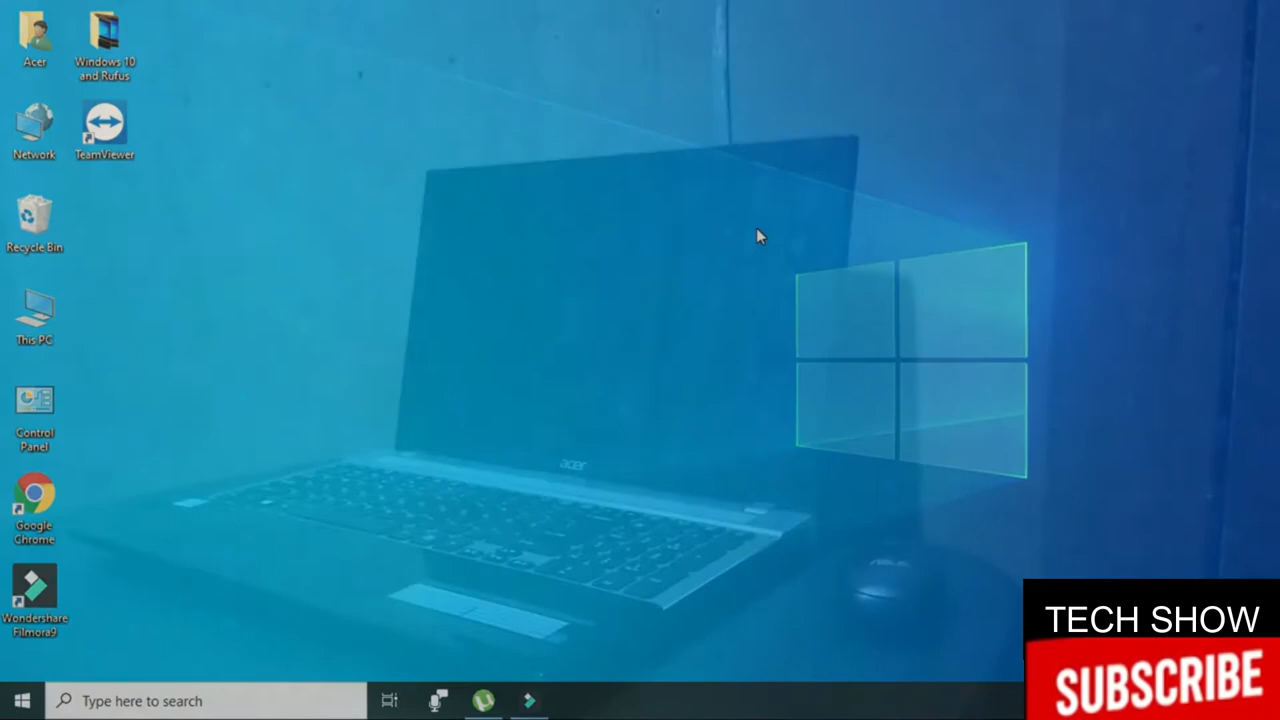 Acer
Windows 10
and Rufus
Network
TeamViewer
Recycle Bin
This PC
Control
Panel
Google
Chrome
Wondershare
Filmora9
acer
Type here to search
TECH SHOW
SUBSCRIBE